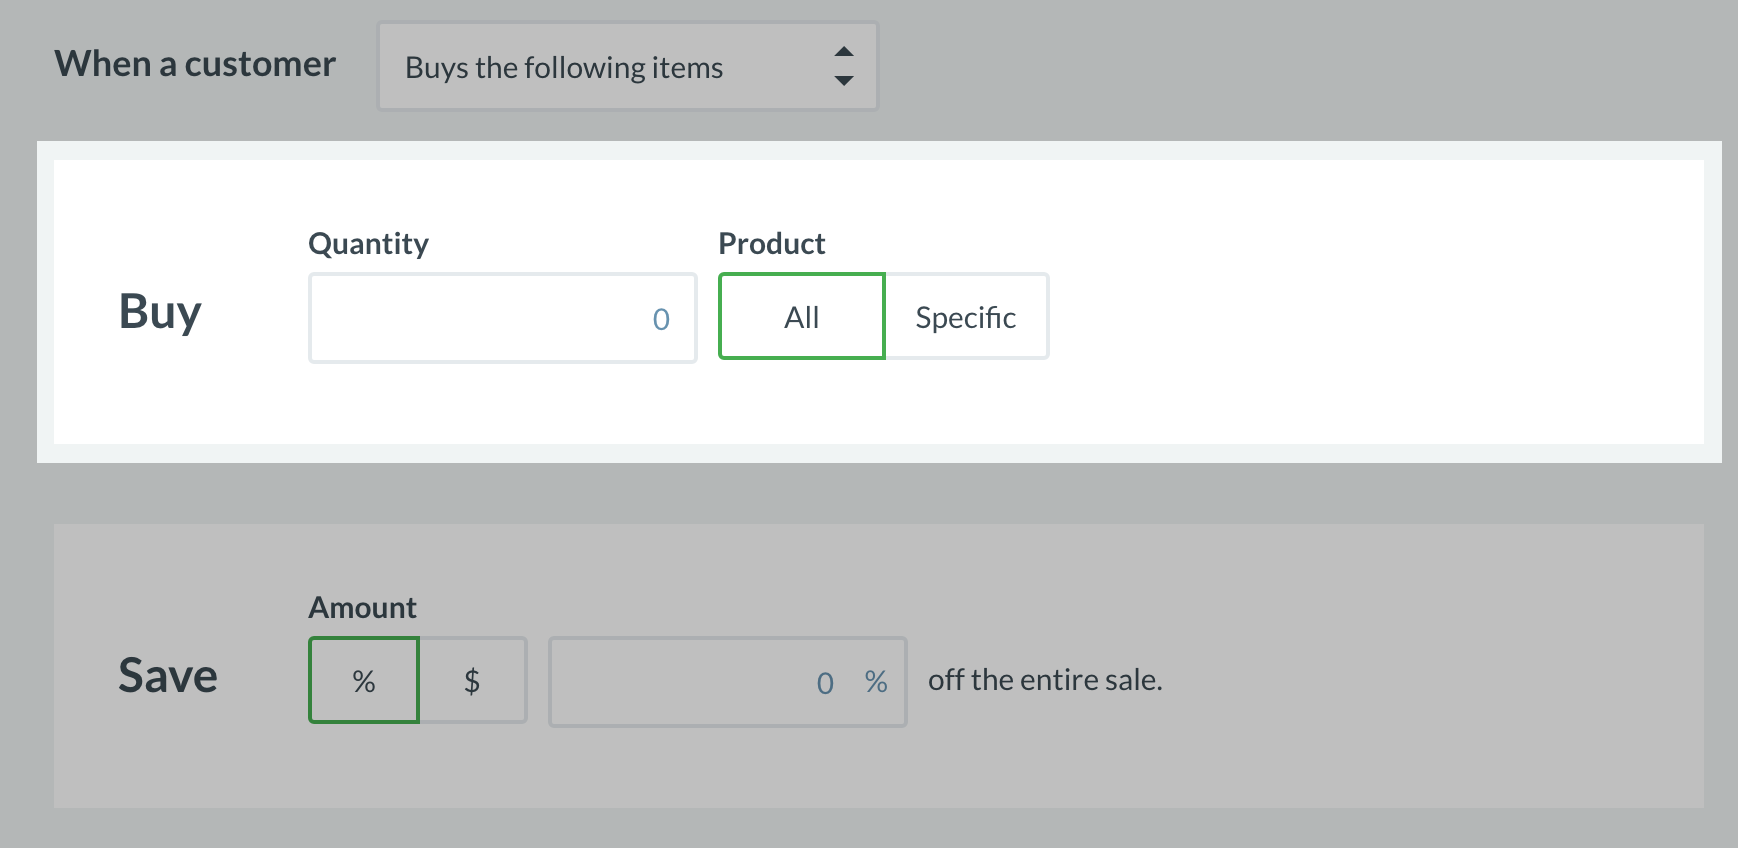 When a customer Buys the following items
Quantity Product
Buy 0 All Specific
Amount
Save % $ 0 % off the entire sale.